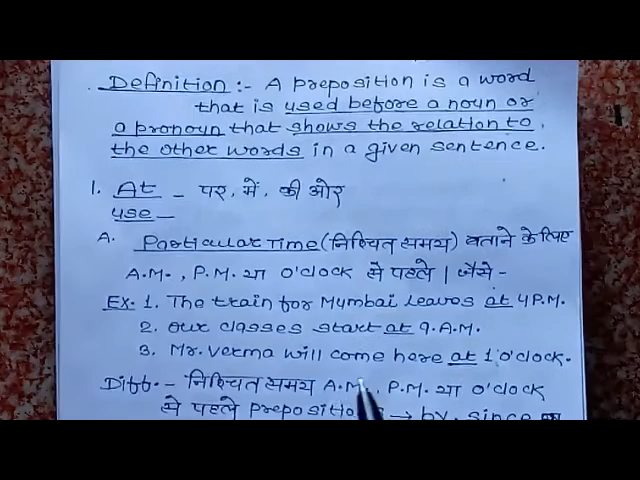 Definition :- A preposition is a word
that is used before a noun or
a pronoun that shows the relation to
the other words in a given sentence.
1. At - पर, में, की ओर
use -
A. Particular Time (निश्चित समय) बताने के लिए
A.M., P.M. या o'clock से पहले | जैसे -
Ex. 1. The train for Mumbai leaves at 4 P.M.
2. Our classes start at 9. A.M.
3. Mr. Verma will come here at 1 o'clock.
Diff. - निश्चित समय A.M., P.M. या o'clock
से पहले prepositions → by, since